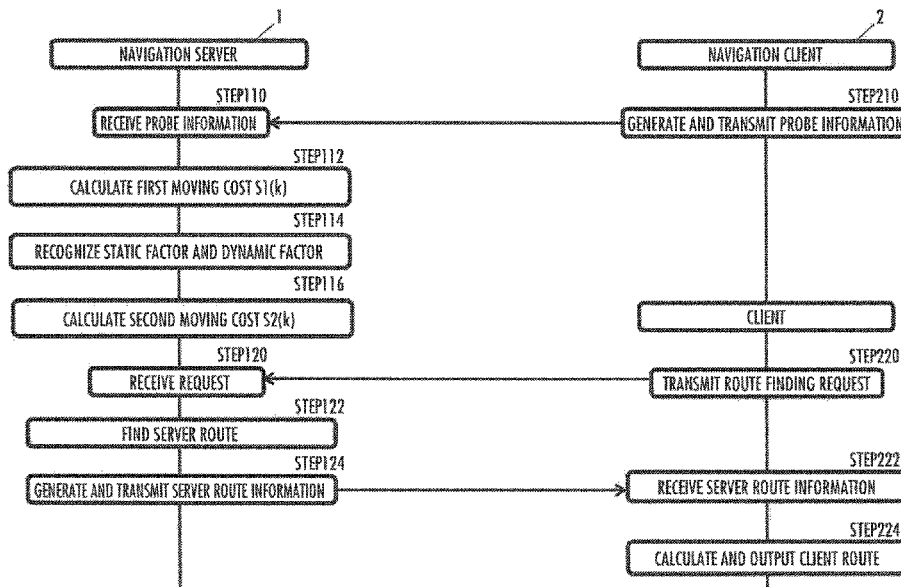 1
2
NAVIGATION SERVER
NAVIGATION CLIENT
STEP110
STEP210
RECEIVE PROBE INFORMATION
GENERATE AND TRANSMIT PROBE INFORMATION
STEP112
CALCULATE FIRST MOVING COST S1(k)
STEP114
RECOGNIZE STATIC FACTOR AND DYNAMIC FACTOR
STEP116
CALCULATE SECOND MOVING COST S2(k)
CLIENT
STEP120
STEP220
RECEIVE REQUEST
TRANSMIT ROUTE FINDING REQUEST
STEP122
FIND SERVER ROUTE
STEP124
STEP222
GENERATE AND TRANSMIT SERVER ROUTE INFORMATION
RECEIVE SERVER ROUTE INFORMATION
STEP224
CALCULATE AND OUTPUT CLIENT ROUTE